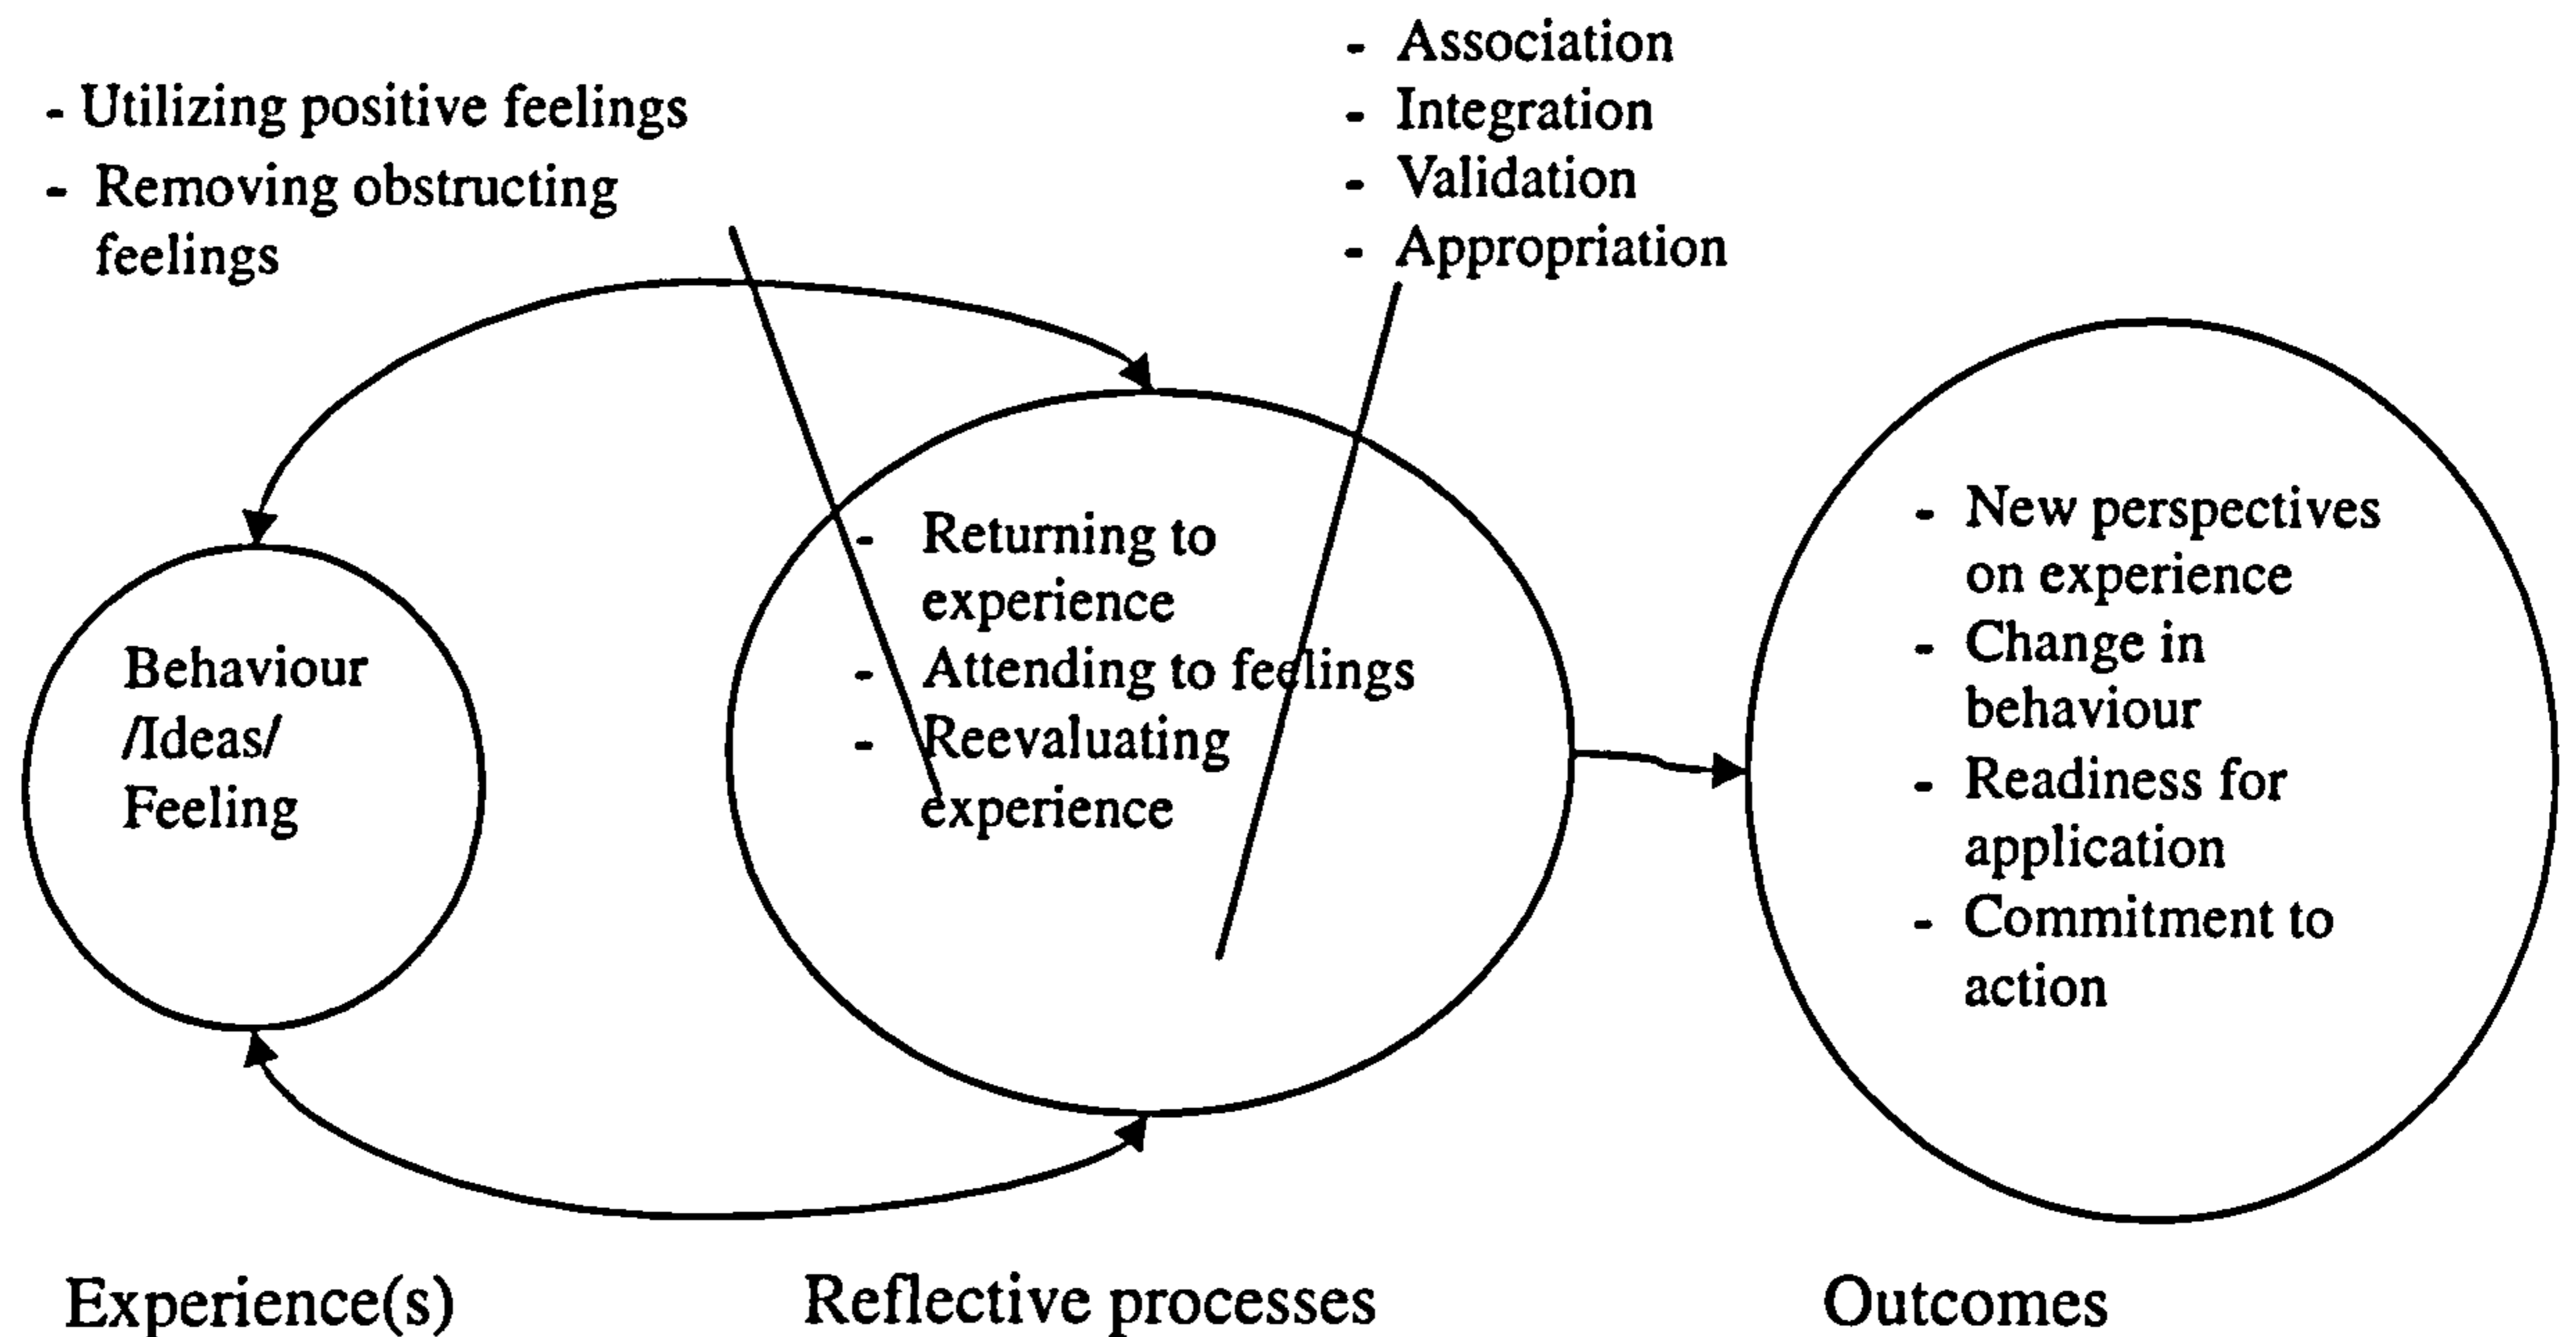 - Utilizing positive feelings
- Removing obstructing
feelings
- Association
- Integration
- Validation
- Appropriation
Behaviour
/Ideas/
Feeling
- Returning to
experience
- Attending to feelings
- Reevaluating
experience
- New perspectives
on experience
- Change in
behaviour
- Readiness for
application
- Commitment to
action
Experience(s)
Reflective processes
Outcomes